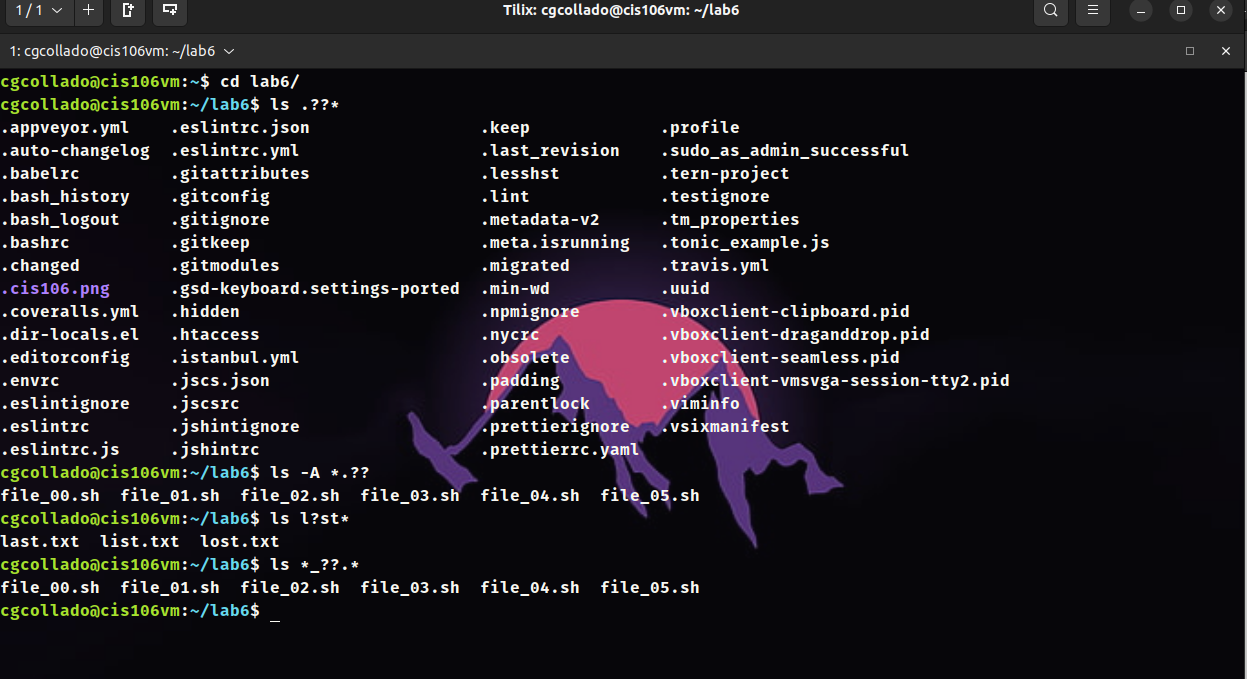 1 / 1
Tilix: cgcollado@cis106vm: ~/lab6
1: cgcollado@cis106vm: ~/lab6
cgcollado@cis106vm:~$ cd lab6/
cgcollado@cis106vm:~/lab6$ ls .??*
.appveyor.yml .eslintrc.json .keep .profile
.auto-changelog .eslintrc.yml .last_revision .sudo_as_admin_successful
.babelrc .gitattributes .lesshst .tern-project
.bash_history .gitconfig .lint .testignore
.bash_logout .gitignore .metadata-v2 .tm_properties
.bashrc .gitkeep .meta.isrunning .tonic_example.js
.changed .gitmodules .migrated .travis.yml
.cis106.png .gsd-keyboard.settings-ported .min-wd .uuid
.coveralls.yml .hidden .npmignore .vboxclient-clipboard.pid
.dir-locals.el .htaccess .nycrc .vboxclient-draganddrop.pid
.editorconfig .istanbul.yml .obsolete .vboxclient-seamless.pid
.envrc .jscs.json .padding .vboxclient-vmsvga-session-tty2.pid
.eslintignore .jscsrc .parentlock .viminfo
.eslintrc .jshintignore .prettierignore .vsixmanifest
.eslintrc.js .jshintrc .prettierrc.yaml
cgcollado@cis106vm:~/lab6$ ls -A *.??
file_00.sh file_01.sh file_02.sh file_03.sh file_04.sh file_05.sh
cgcollado@cis106vm:~/lab6$ ls l?st*
last.txt list.txt lost.txt
cgcollado@cis106vm:~/lab6$ ls *_??.*
file_00.sh file_01.sh file_02.sh file_03.sh file_04.sh file_05.sh
cgcollado@cis106vm:~/lab6$